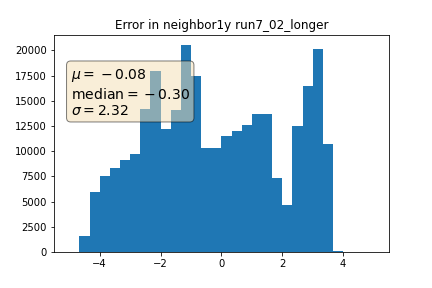 Error in neighbor1y run7_02_longer
20000
17500
15000
12500
10000
7500
5000
2500
0
μ = −0.08
median = −0.30
σ = 2.32
−4 −2 0 2 4